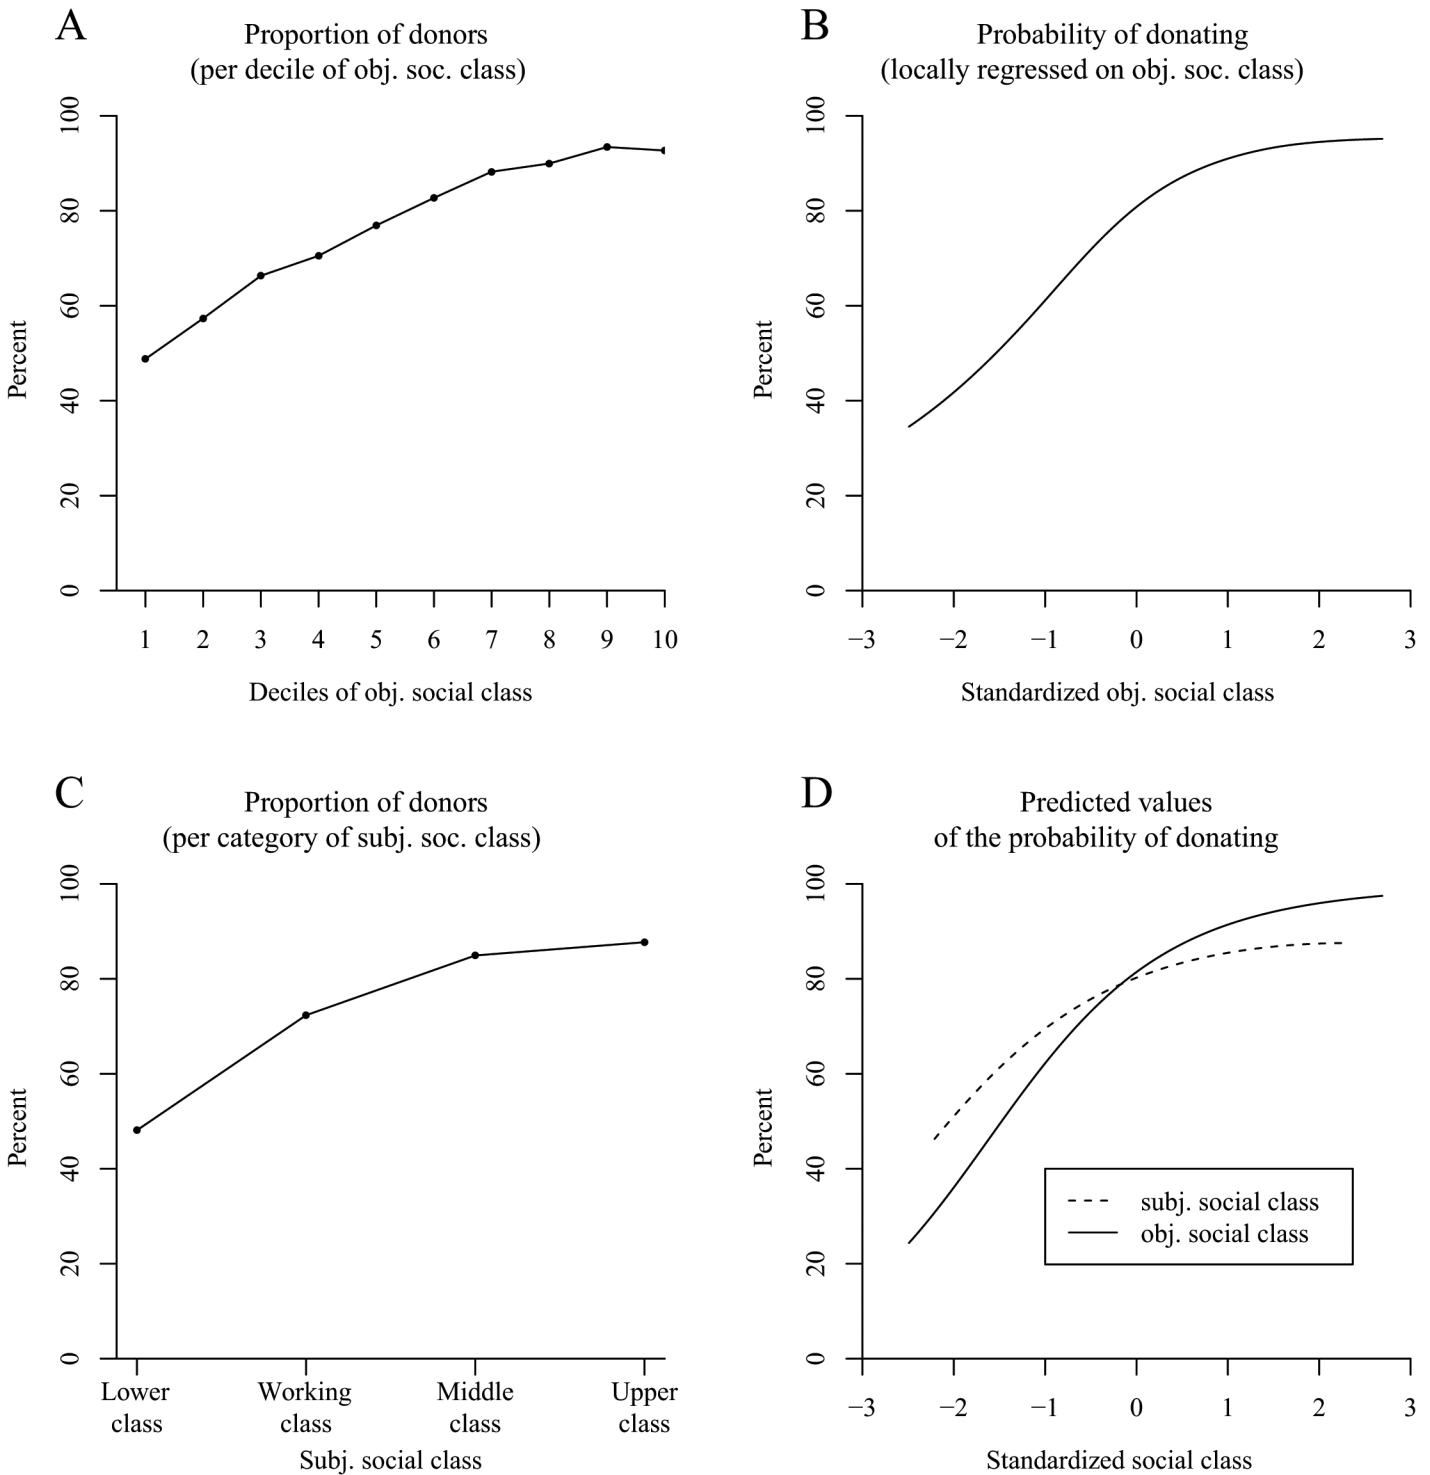 A
Proportion of donors
(per decile of obj. soc. class)
Percent
100
80
60
40
20
0
1 2 3 4 5 6 7 8 9 10
Deciles of obj. social class
B
Probability of donating
(locally regressed on obj. soc. class)
Percent
100
80
60
40
20
0
−3 −2 −1 0 1 2 3
Standardized obj. social class
C
Proportion of donors
(per category of subj. soc. class)
Percent
100
80
60
40
20
0
Lower Working Middle Upper
class class class class
Subj. social class
D
Predicted values
of the probability of donating
Percent
100
80
60
40
20
0
subj. social class
obj. social class
−3 −2 −1 0 1 2 3
Standardized social class